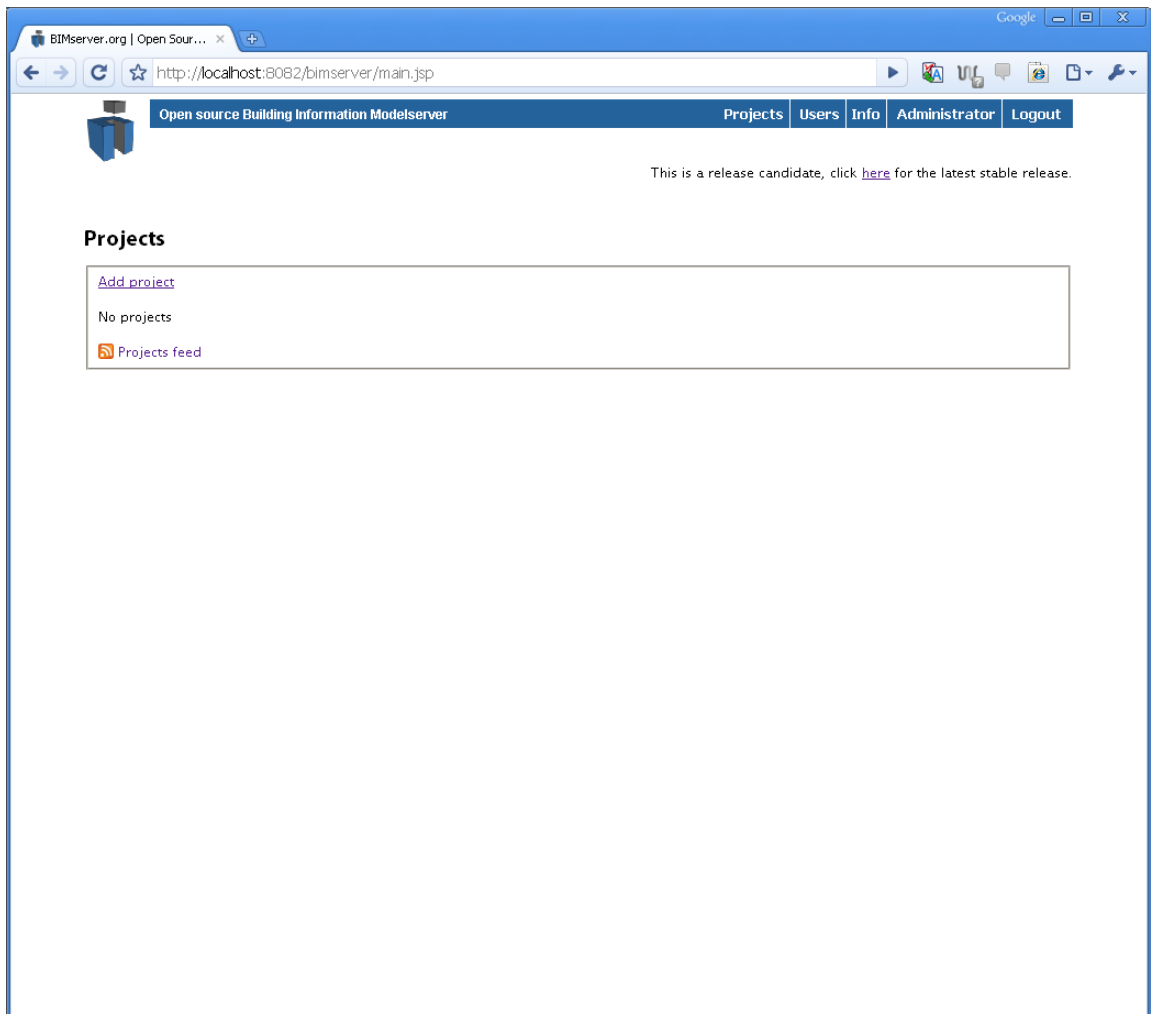 Google
BIMserver.org | Open Sour...
http://localhost:8082/bimserver/main.jsp
Open source Building Information Modelserver
Projects Users Info Administrator Logout
This is a release candidate, click here for the latest stable release.
Projects
Add project
No projects
Projects feed